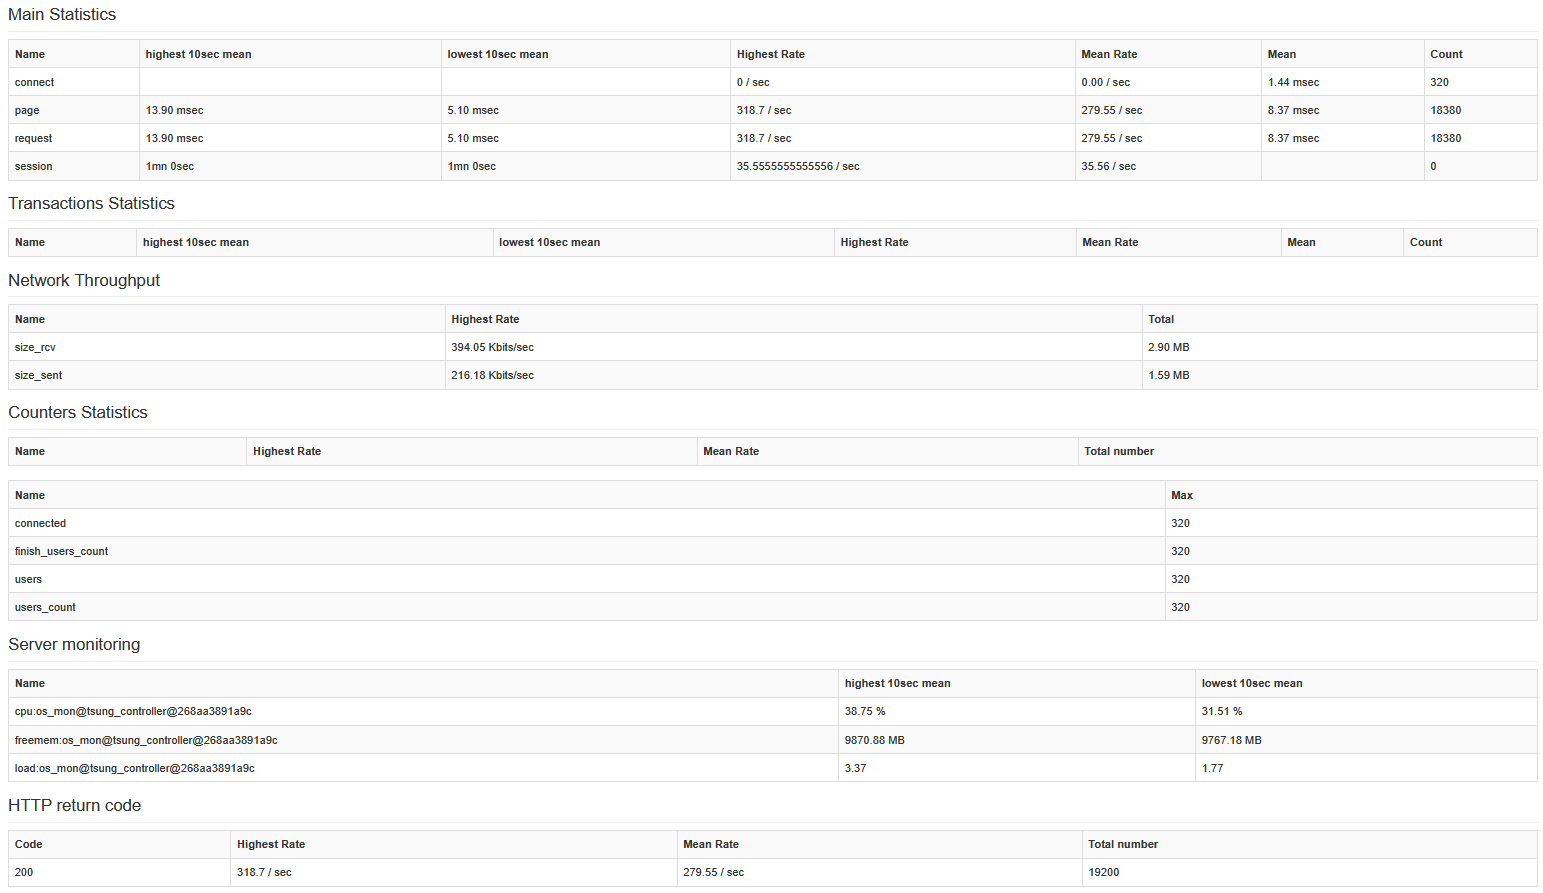 Main Statistics
Name highest 10sec mean lowest 10sec mean Highest Rate Mean Rate Mean Count
connect 0 / sec 0.00 / sec 1.44 msec 320
page 13.90 msec 5.10 msec 318.7 / sec 279.55 / sec 8.37 msec 18380
request 13.90 msec 5.10 msec 318.7 / sec 279.55 / sec 8.37 msec 18380
session 1mn 0sec 1mn 0sec 35.5555555555556 / sec 35.56 / sec 0
Transactions Statistics
Name highest 10sec mean lowest 10sec mean Highest Rate Mean Rate Mean Count
Network Throughput
Name Highest Rate Total
size_rcv 394.05 Kbits/sec 2.90 MB
size_sent 216.18 Kbits/sec 1.59 MB
Counters Statistics
Name Highest Rate Mean Rate Total number
Name Max
connected 320
finish_users_count 320
users 320
users_count 320
Server monitoring
Name highest 10sec mean lowest 10sec mean
cpu:os_mon@tsung_controller@268aa3891a9c 38.75 % 31.51 %
freemem:os_mon@tsung_controller@268aa3891a9c 9870.88 MB 9767.18 MB
load:os_mon@tsung_controller@268aa3891a9c 3.37 1.77
HTTP return code
Code Highest Rate Mean Rate Total number
200 318.7 / sec 279.55 / sec 19200